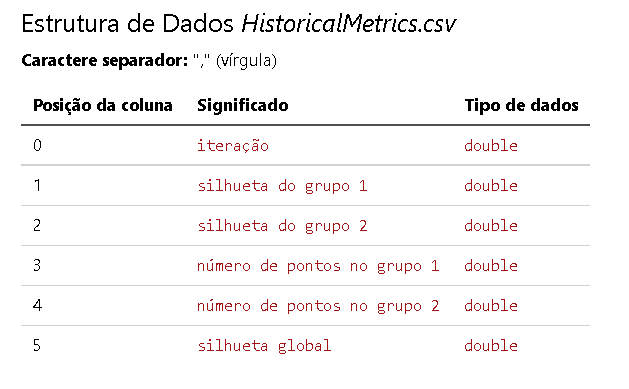 Estrutura de Dados HistoricalMetrics.csv
Caractere separador: "," (vírgula)
Posição da coluna Significado Tipo de dados
0 iteração double
1 silhueta do grupo 1 double
2 silhueta do grupo 2 double
3 número de pontos no grupo 1 double
4 número de pontos no grupo 2 double
5 silhueta global double